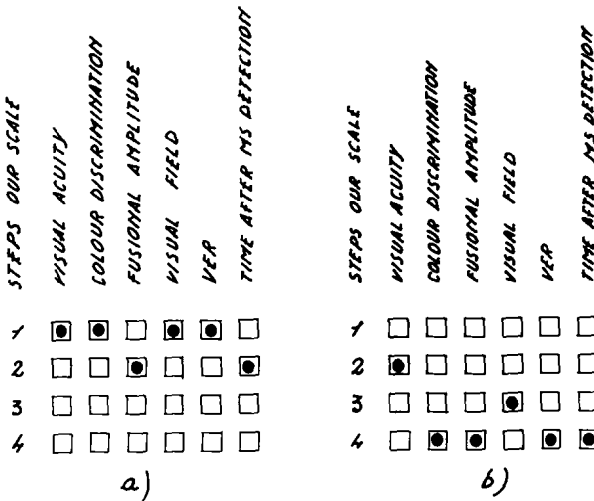 STEPS OUR SCALE
VISUAL ACUITY
COLOUR DISCRIMINATION
FUSIONAL AMPLITUDE
VISUAL FIELD
VER
TIME AFTER MS DETECTION
1
2
3
4
a)
STEPS OUR SCALE
VISUAL ACUITY
COLOUR DISCRIMINATION
FUSIONAL AMPLITUDE
VISUAL FIELD
VER
TIME AFTER MS DETECTION
1
2
3
4
b)